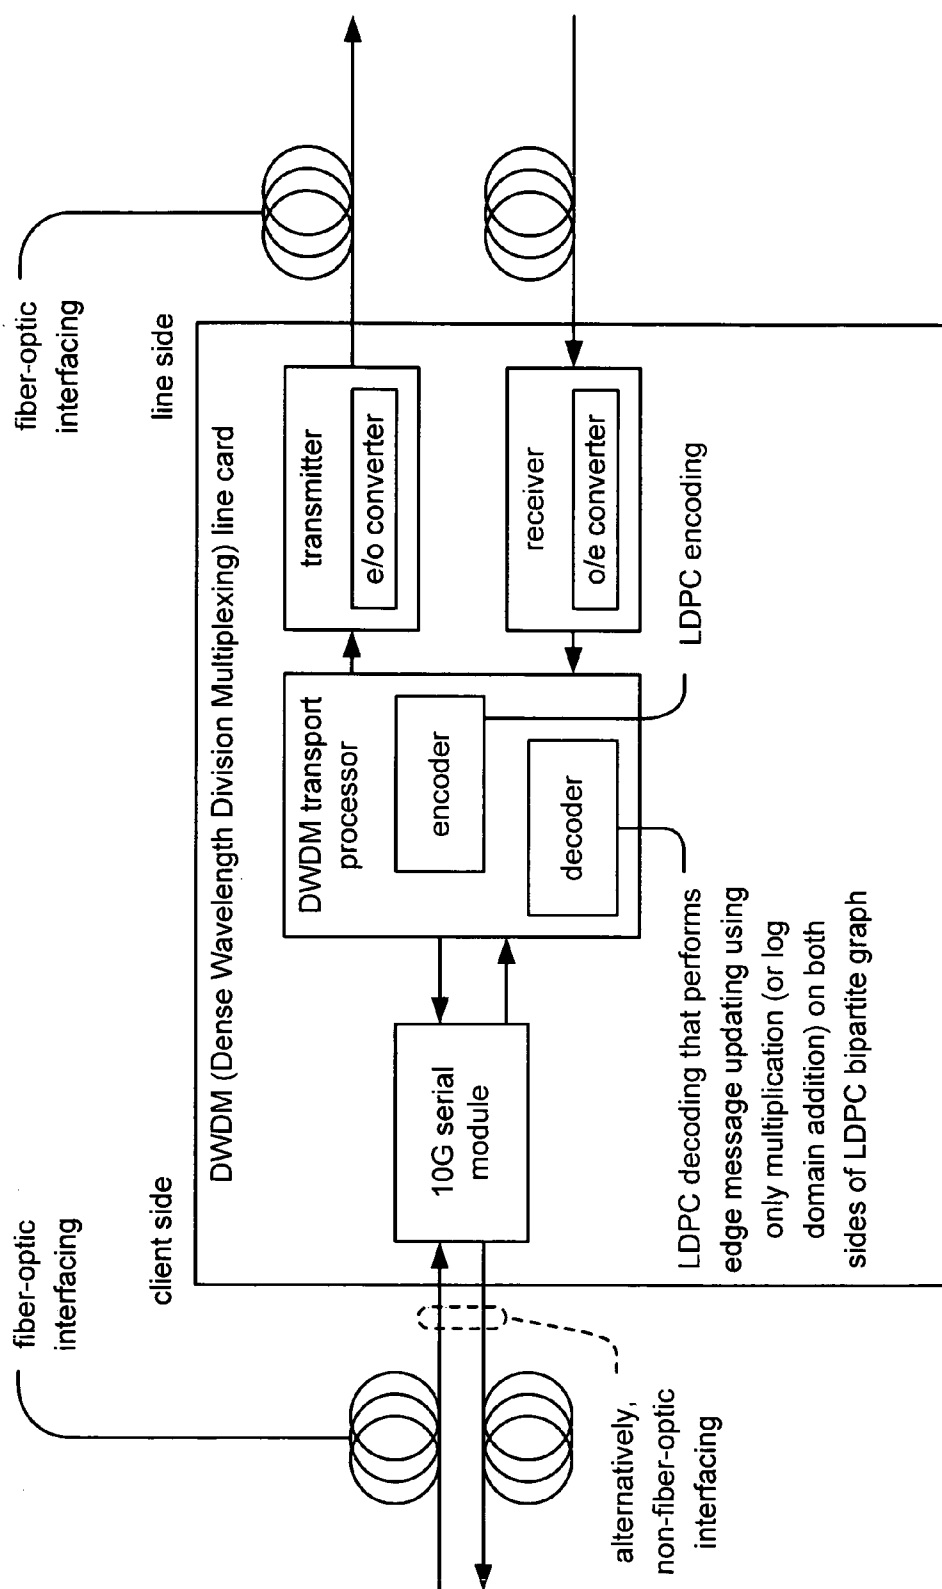 fiber-optic
interfacing
fiber-optic
interfacing
client side
line side
DWDM (Dense Wavelength Division Multiplexing) line card
10G serial
module
DWDM transport
processor
encoder
decoder
transmitter
e/o converter
receiver
o/e converter
alternatively,
non-fiber-optic
interfacing
LDPC decoding that performs
edge message updating using
only multiplication (or log
domain addition) on both
sides of LDPC bipartite graph
LDPC encoding